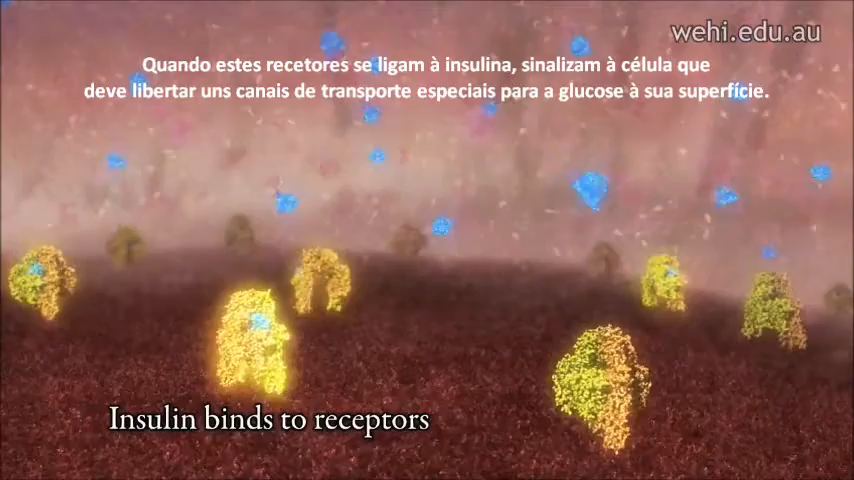 wehi.edu.au
Quando estes recetores se ligam à insulina, sinalizam à célula que
deve libertar uns canais de transporte especiais para a glucose à sua superfície.
Insulin binds to receptors